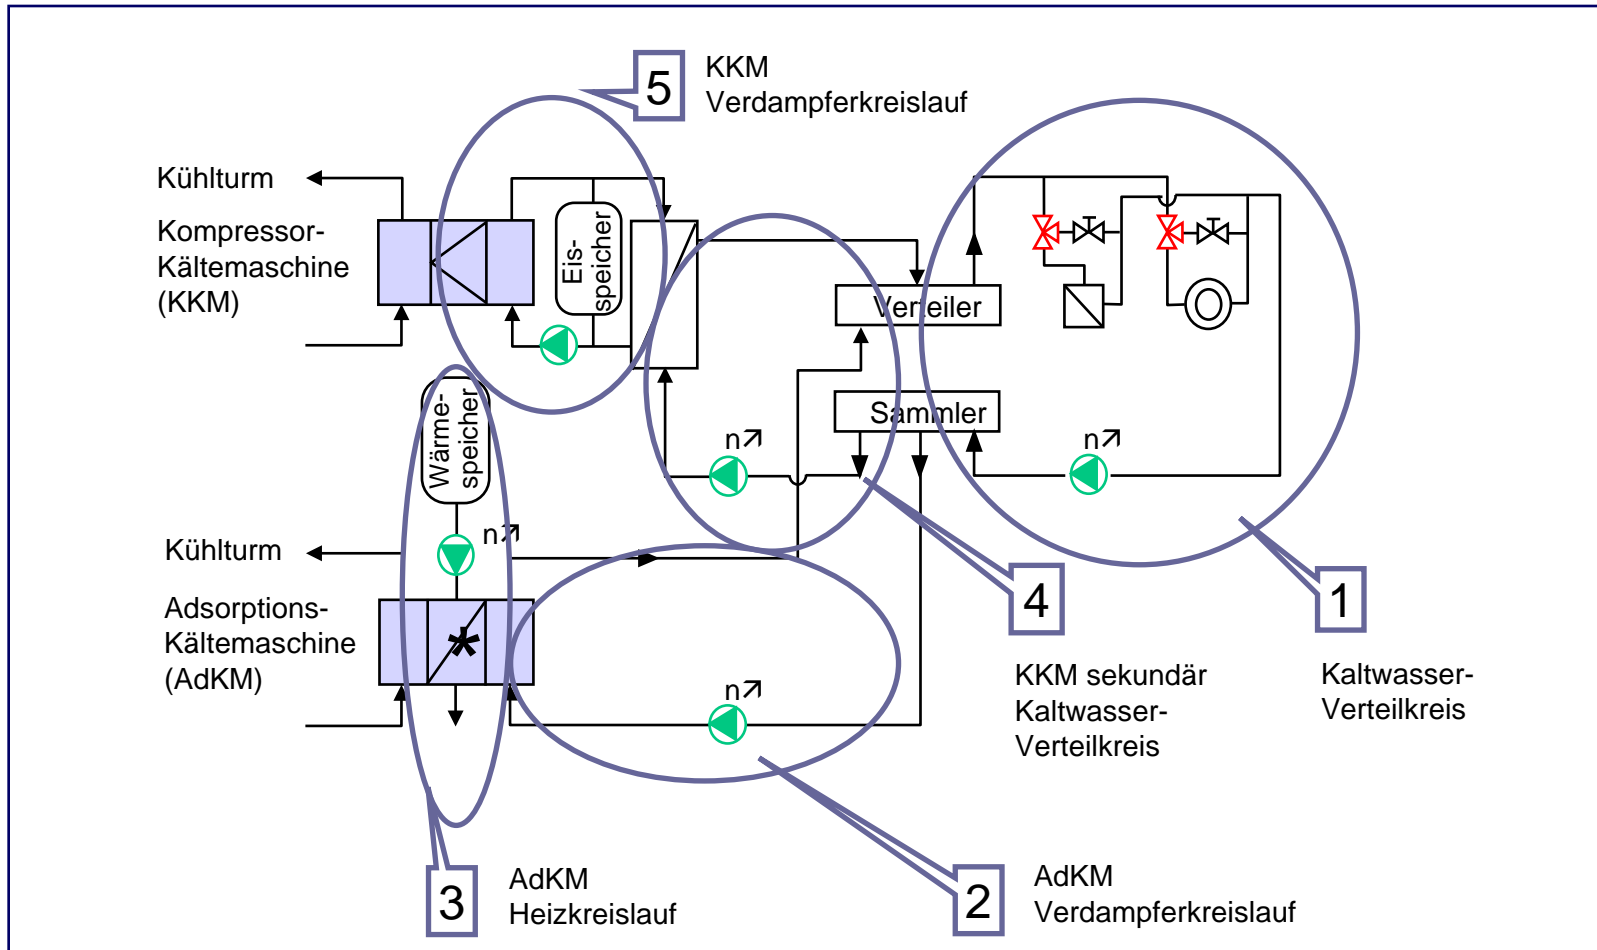 5
KKM
Verdampferkreislauf
Kühlturm
Kompressor-
Kältemaschine
(KKM)
Eis-
speicher
Verteiler
Sammler
n
n
Wärme-
speicher
n
Kühlturm
Adsorptions-
Kältemaschine
(AdKM)
*
n
4
KKM sekundär
Kaltwasser-
Verteilkreis
1
Kaltwasser-
Verteilkreis
3
AdKM
Heizkreislauf
2
AdKM
Verdampferkreislauf